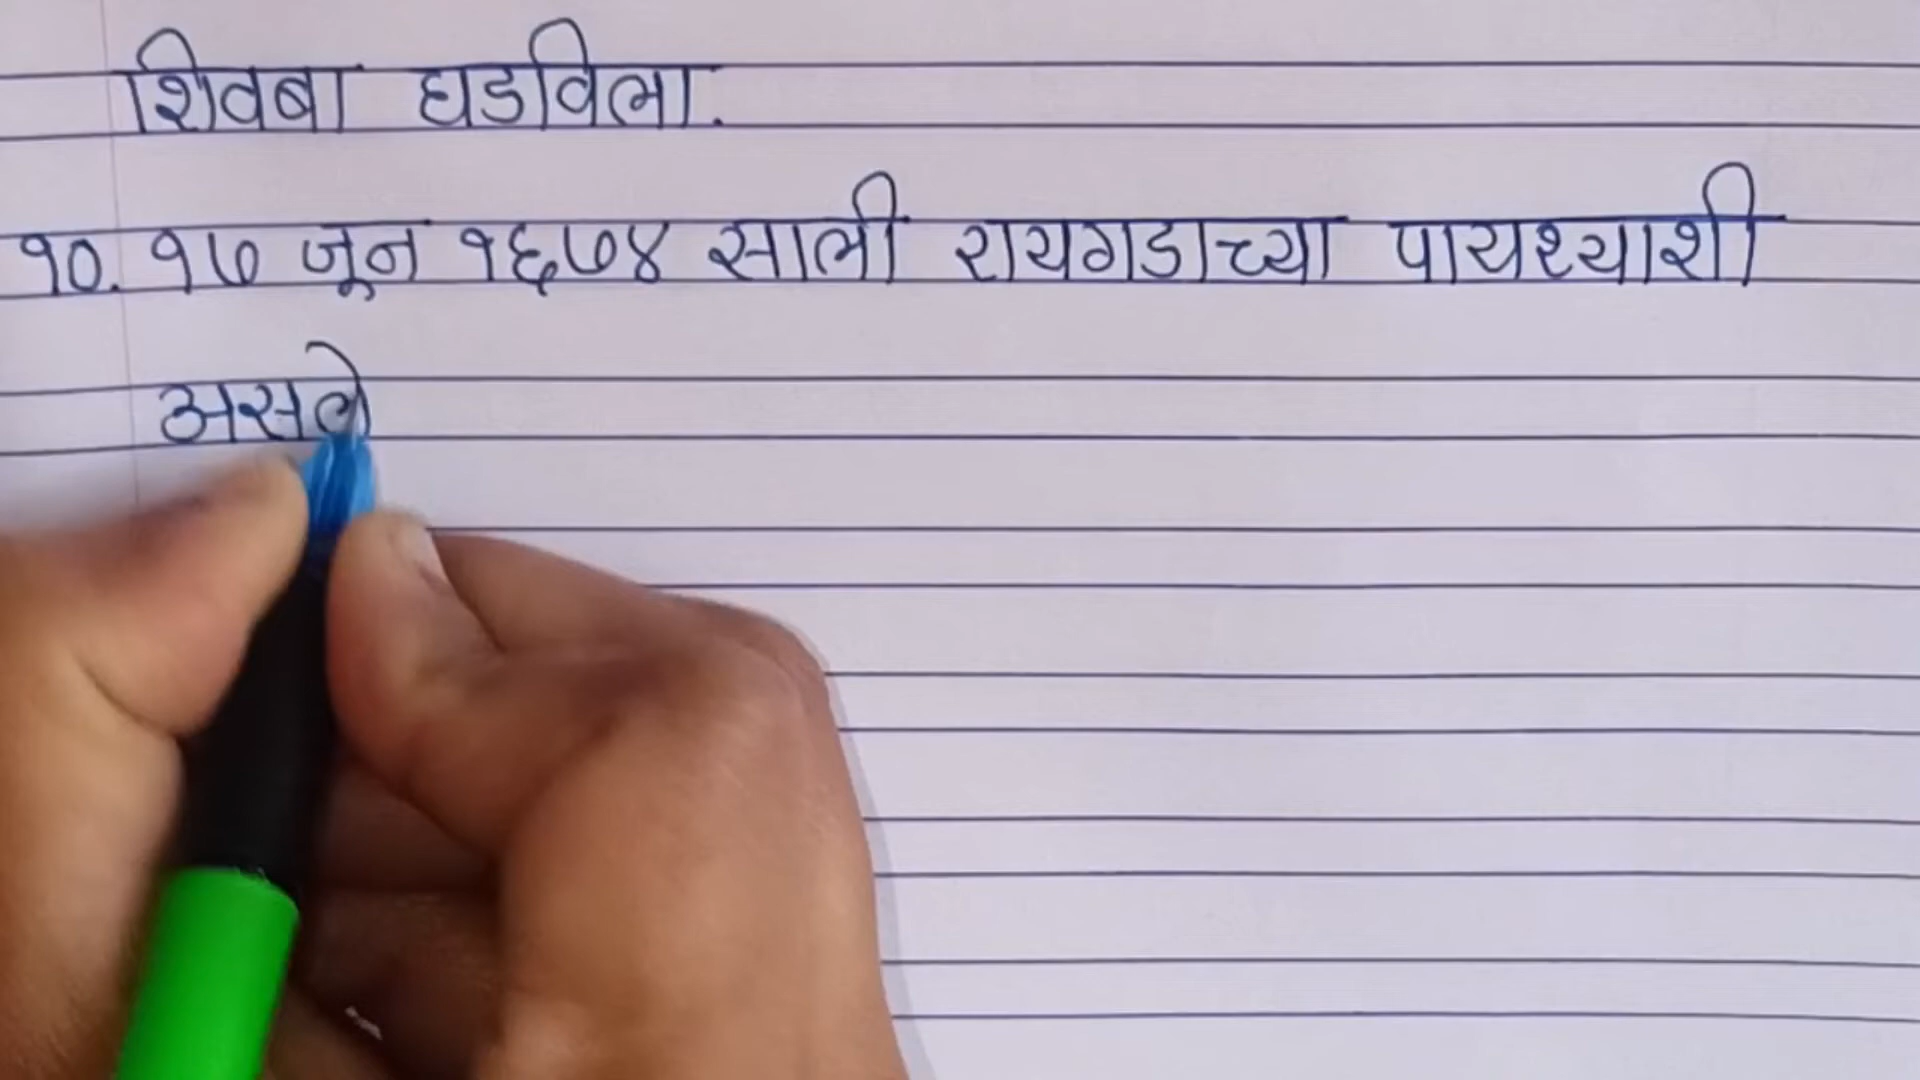 शिवबा घडविला.
१०. १७ जून १६७४ साली रायगडाच्या पायथ्याशी
असले